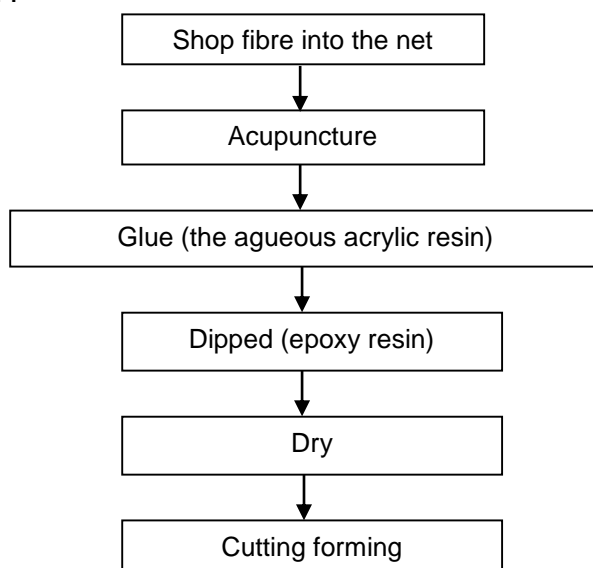 Shop fibre into the net
Acupuncture
Glue (the agueous acrylic resin)
Dipped (epoxy resin)
Dry
Cutting forming